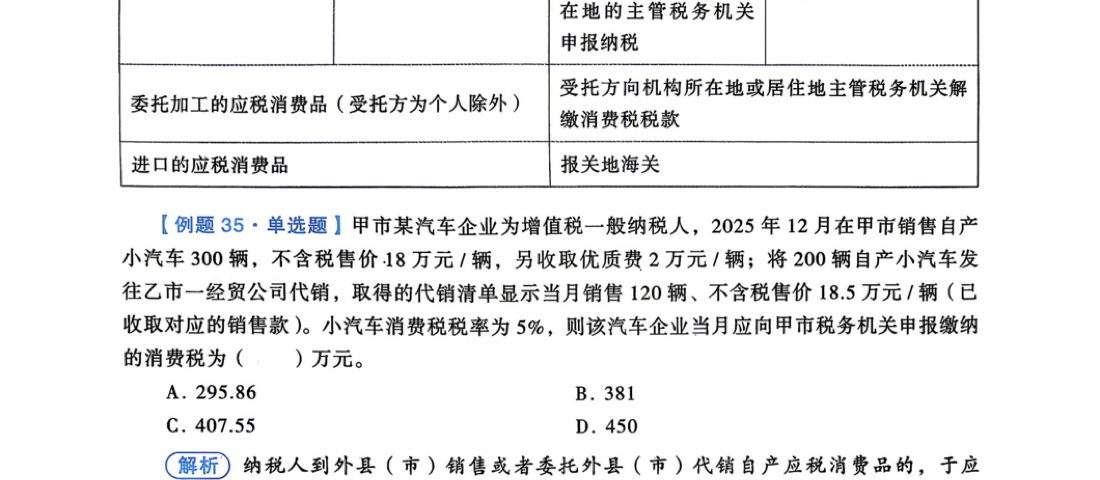 在地的主管税务机关
申报纳税
委托加工的应税消费品（受托方为个人除外）
受托方向机构所在地或居住地主管税务机关解
缴消费税税款
进口的应税消费品
报关地海关
【例题 35·单选题】甲市某汽车企业为增值税一般纳税人，2025 年 12 月在甲市销售自产
小汽车 300 辆，不含税售价 18 万元 / 辆，另收取优质费 2 万元 / 辆；将 200 辆自产小汽车发
往乙市一经贸公司代销，取得的代销清单显示当月销售 120 辆、不含税售价 18.5 万元 / 辆（已
收取对应的销售款）。小汽车消费税税率为 5%，则该汽车企业当月应向甲市税务机关申报缴纳
的消费税为（　　）万元。
A. 295.86
B. 381
C. 407.55
D. 450
解析 纳税人到外县（市）销售或者委托外县（市）代销自产应税消费品的，于应